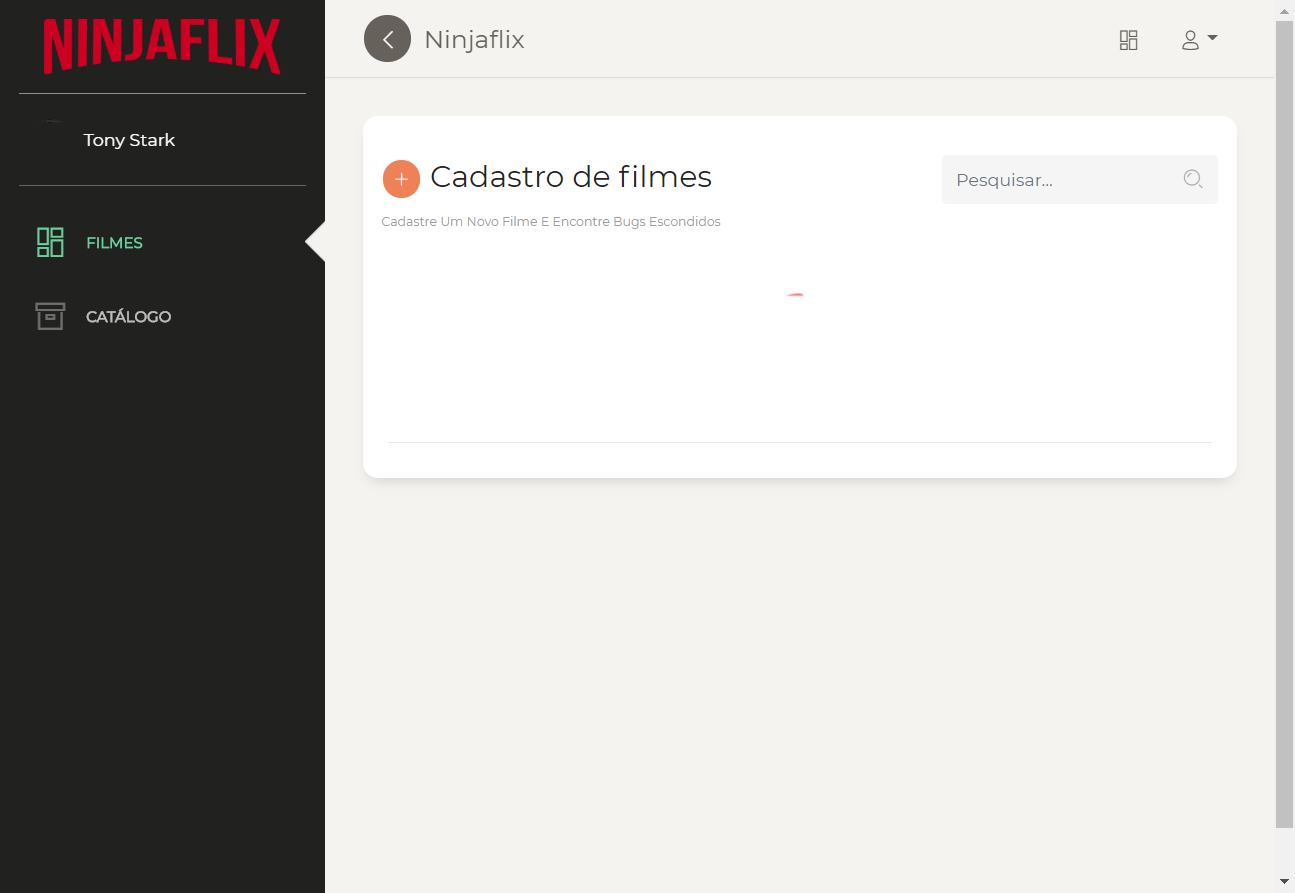 NINJAFLIX
Tony Stark
FILMES
CATÁLOGO
Ninjaflix
Cadastro de filmes
Pesquisar...
Cadastre Um Novo Filme E Encontre Bugs Escondidos